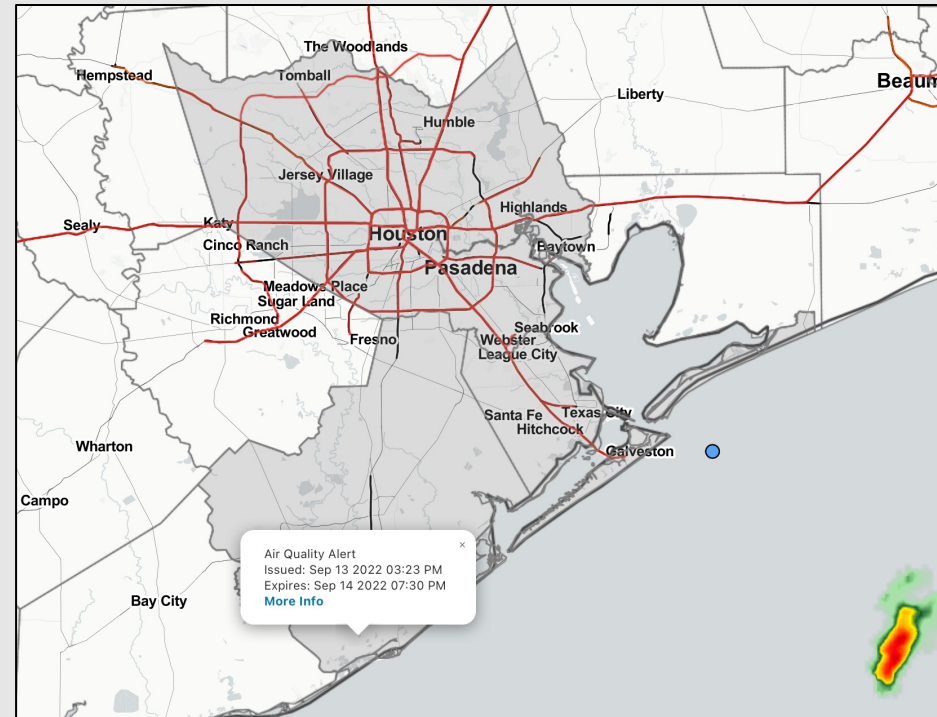 The Woodlands
Hempstead
Tomball
Beaum
Liberty
Humble
Jersey Village
Highlands
Sealy
Katy
Houston
Cinco Ranch
Baytown
Pasadena
Meadows Place
Sugar Land
Richmond
Greatwood
Seabrook
Fresno
Webster
League City
Santa Fe
Texas City
Hitchcock
Wharton
Galveston
Campo
×
Air Quality Alert
Issued: Sep 13 2022 03:23 PM
Expires: Sep 14 2022 07:30 PM
More Info
Bay City